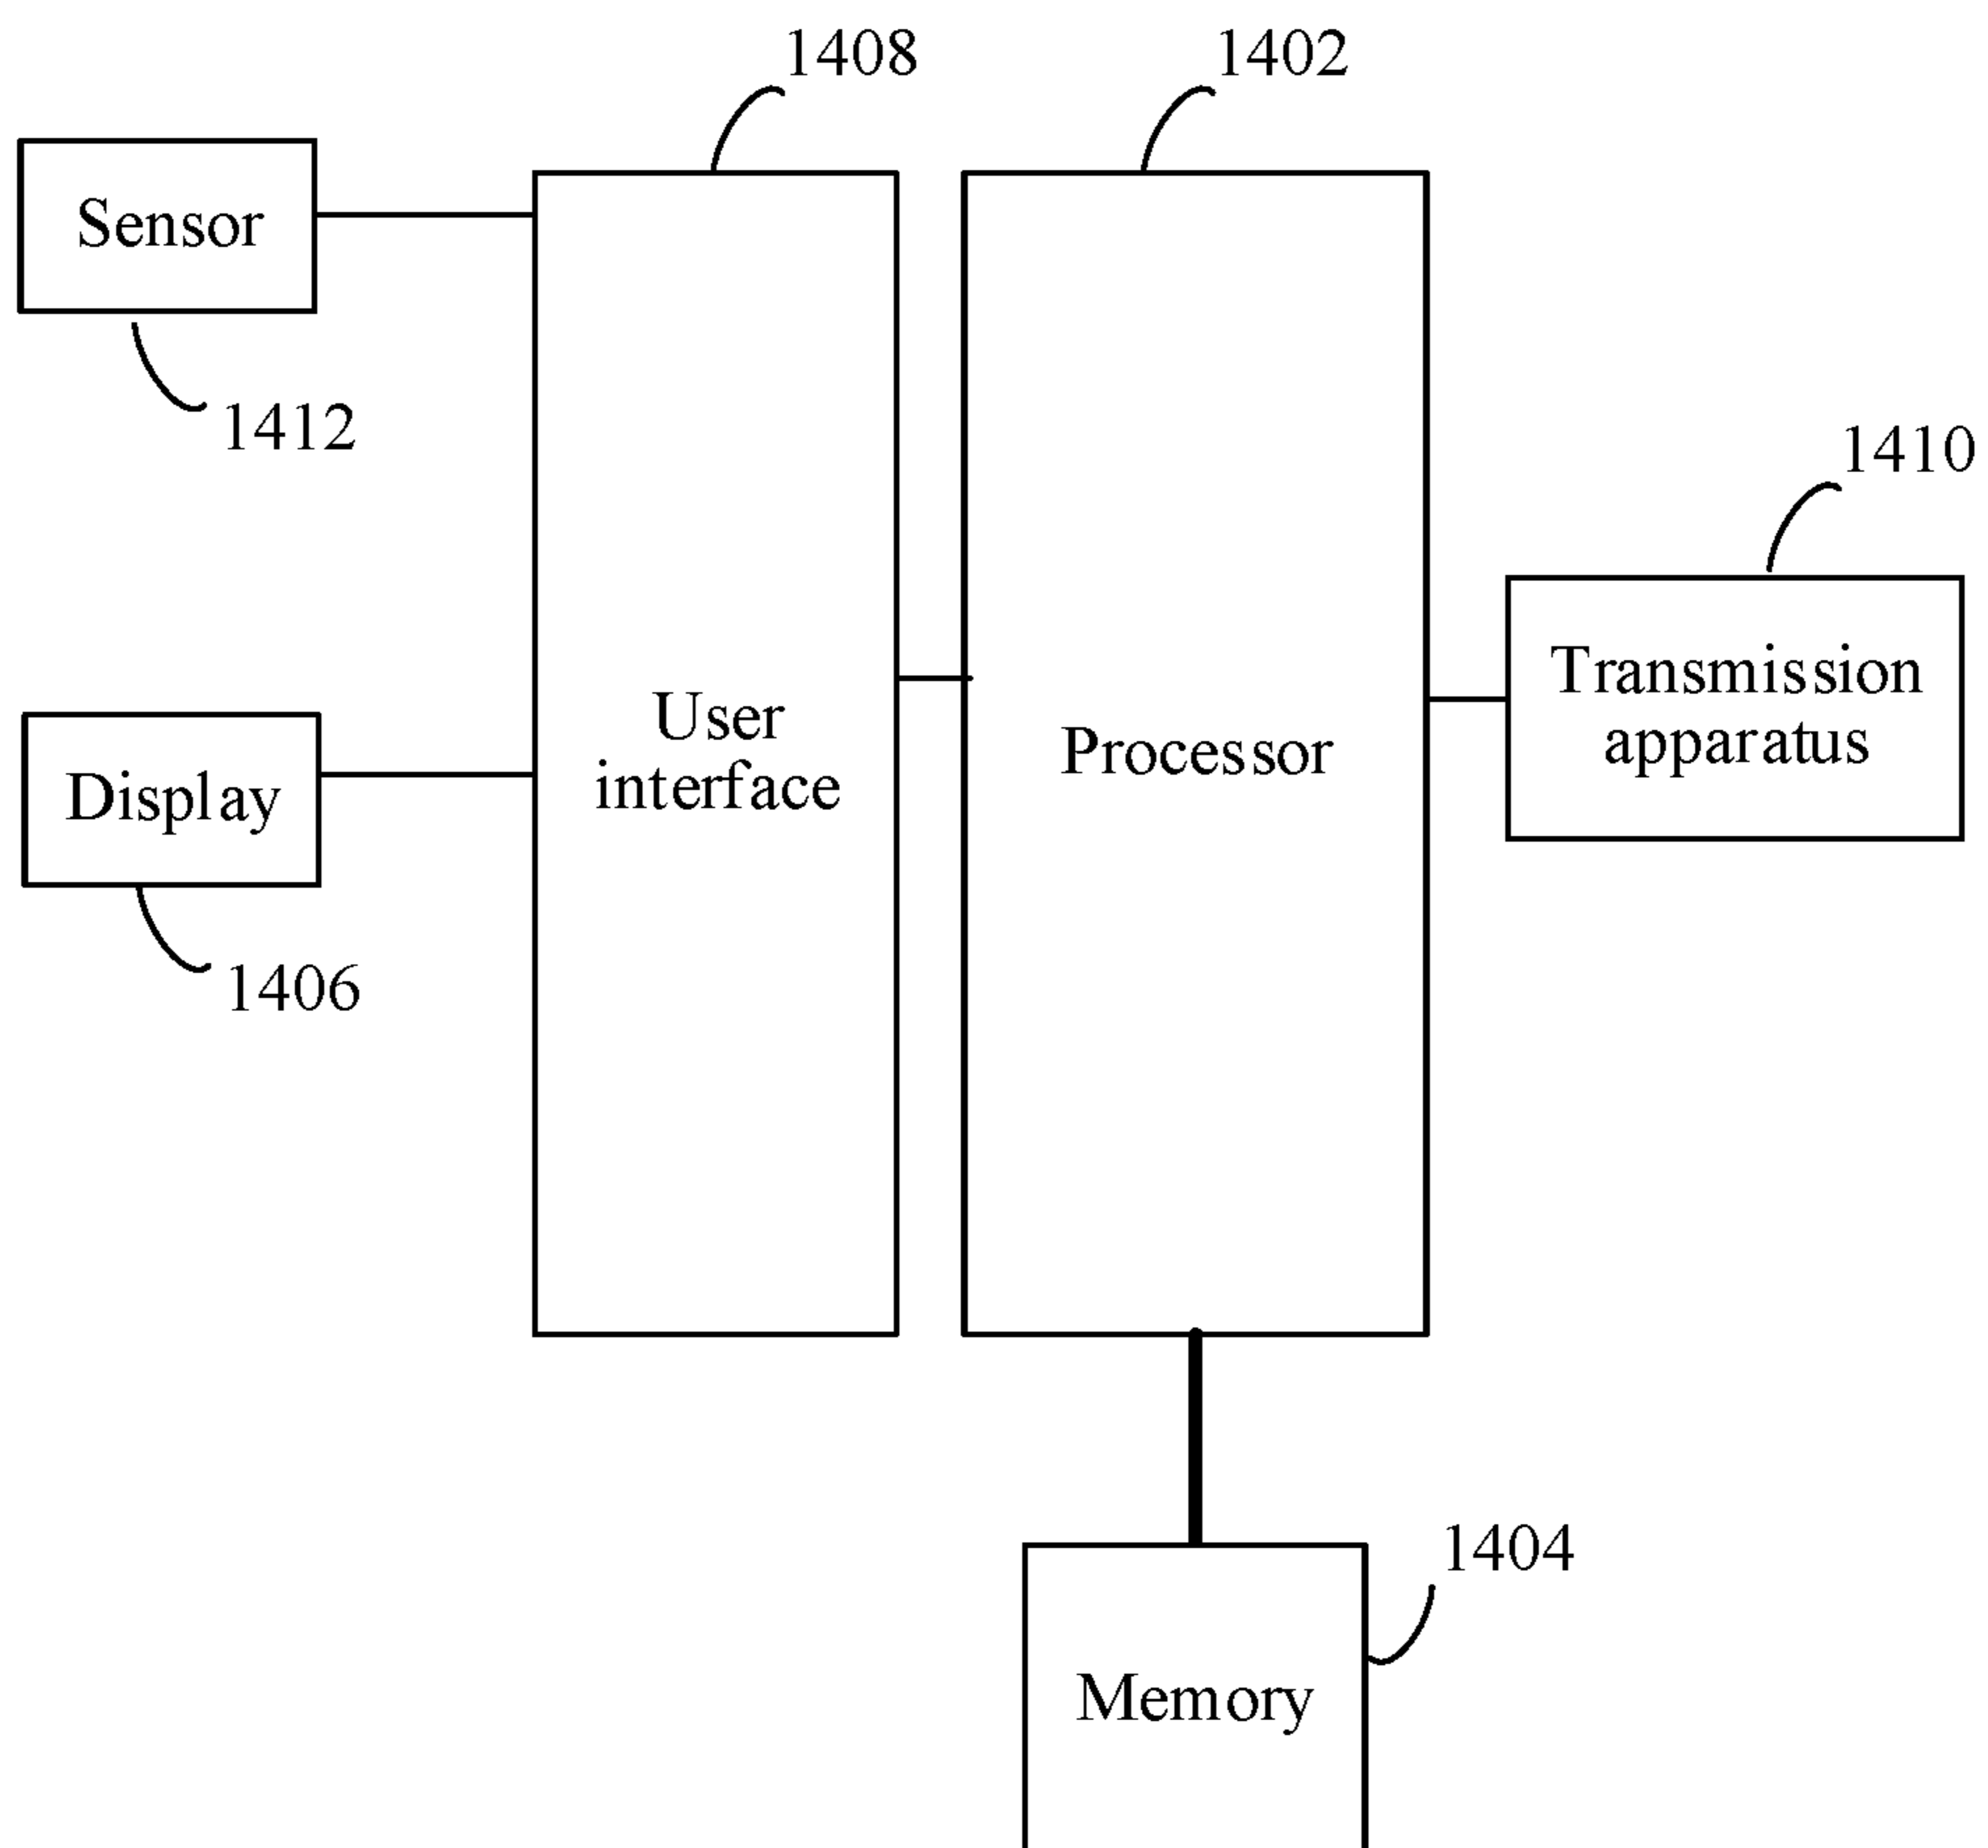 1408
1402
Sensor
1412
1410
Transmission
apparatus
User
interface
Processor
Display
1406
1404
Memory